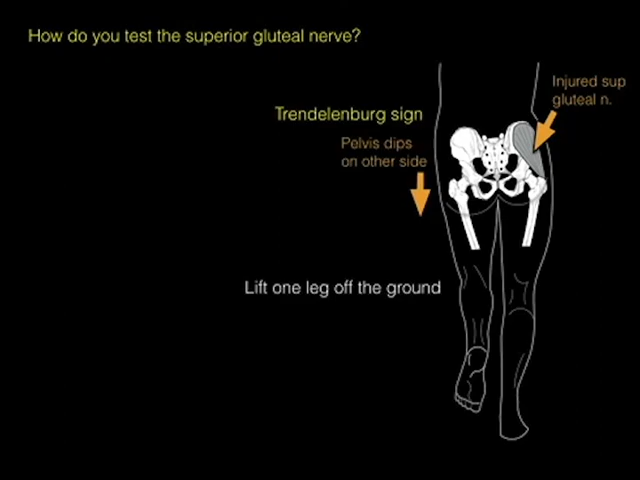 How do you test the superior gluteal nerve?
Injured sup
gluteal n.
Trendelenburg sign
Pelvis dips
on other side
Lift one leg off the ground